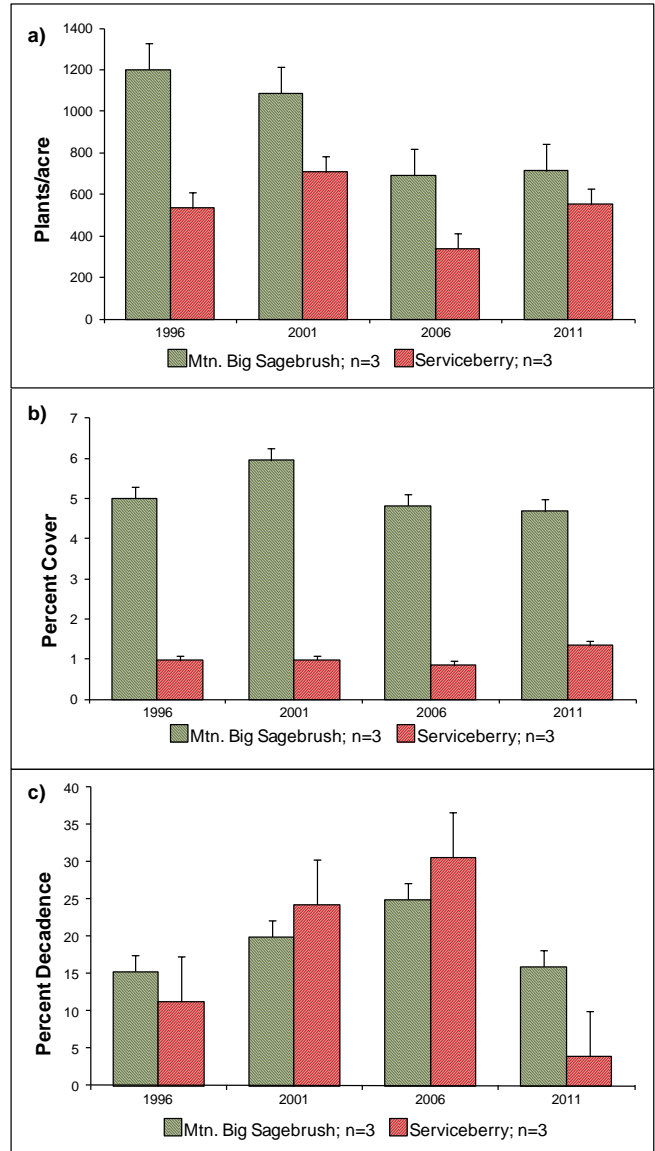 a)
Plants/acre
1400
1200
1000
800
600
400
200
0
1996 2001 2006 2011
Mtn. Big Sagebrush; n=3 Serviceberry; n=3
b)
Percent Cover
7
6
5
4
3
2
1
0
1996 2001 2006 2011
Mtn. Big Sagebrush; n=3 Serviceberry; n=3
c)
Percent Decadence
40
35
30
25
20
15
10
5
0
1996 2001 2006 2011
Mtn. Big Sagebrush; n=3 Serviceberry; n=3